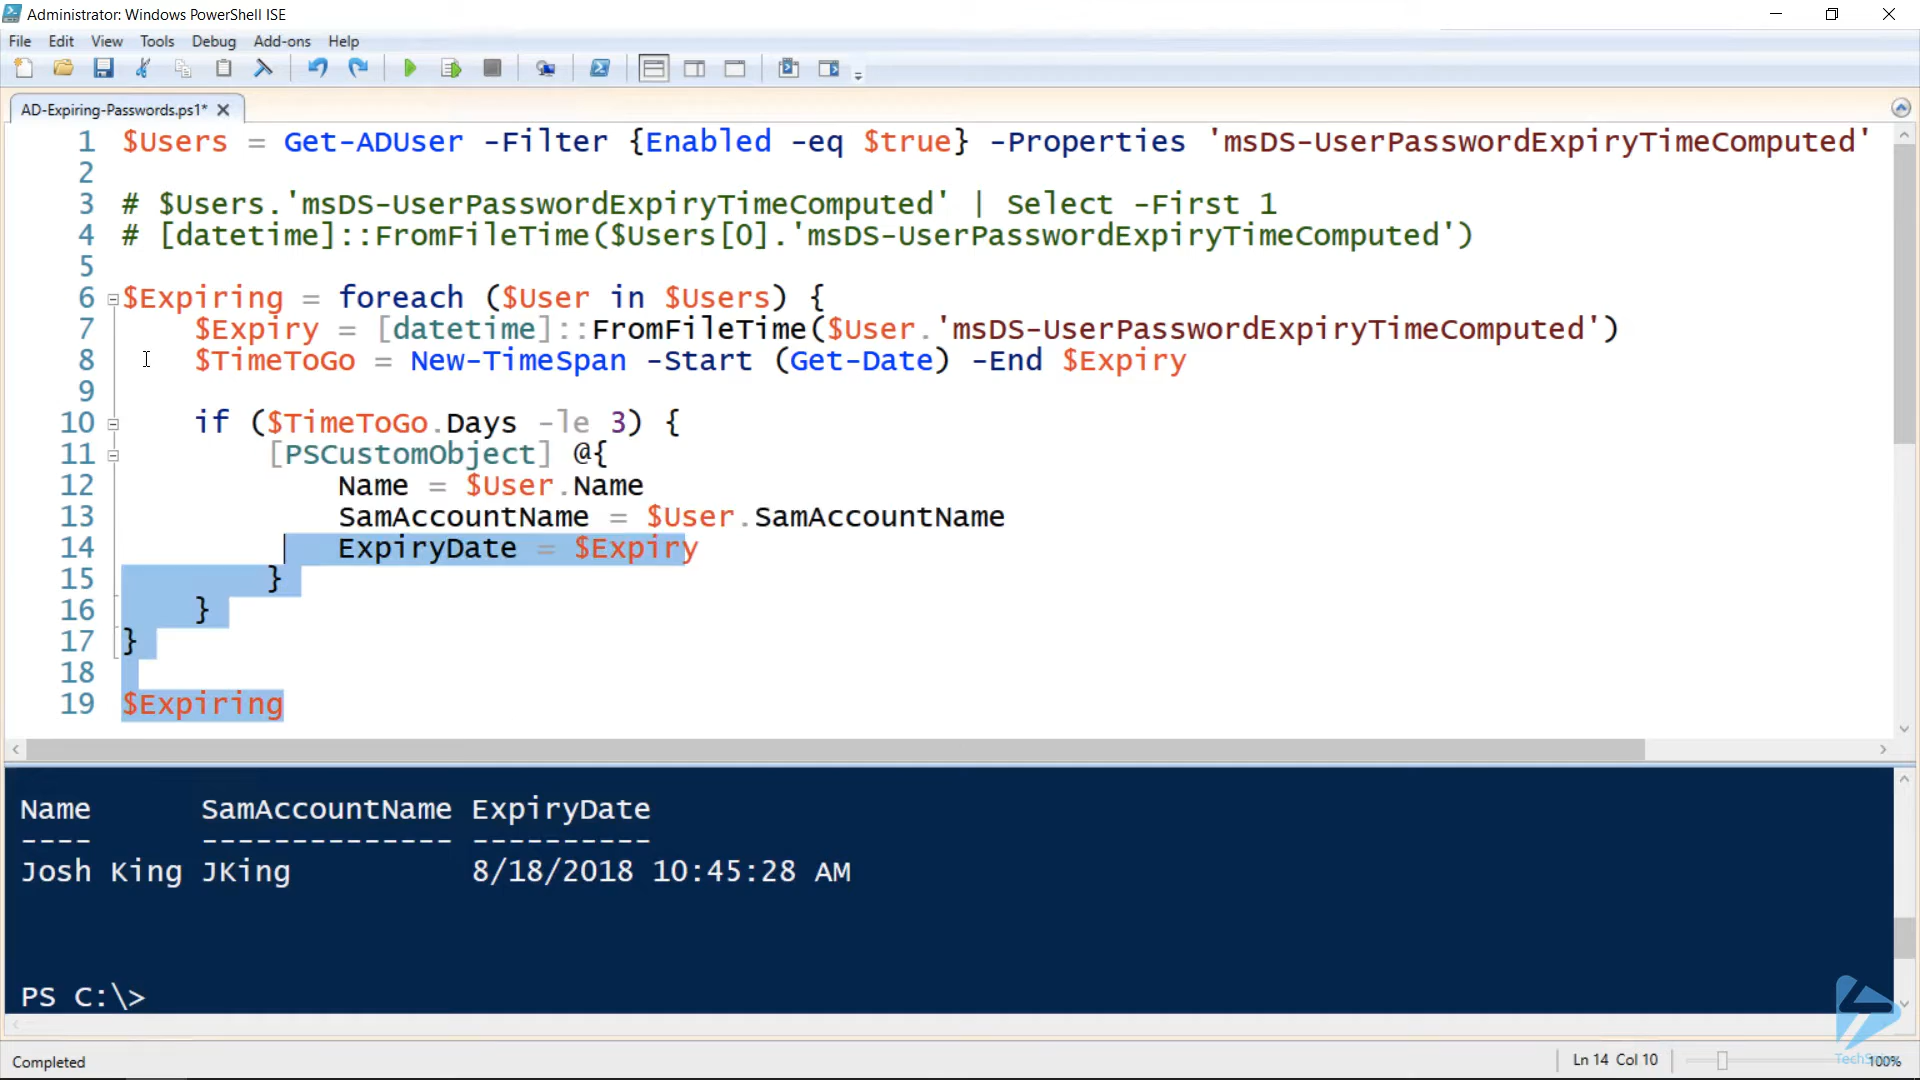 Administrator: Windows PowerShell ISE
File Edit View Tools Debug Add-ons Help
AD-Expiring-Passwords.ps1*
1 $Users = Get-ADUser -Filter {Enabled -eq $true} -Properties 'msDS-UserPasswordExpiryTimeComputed'
2
3 # $Users.'msDS-UserPasswordExpiryTimeComputed' | Select -First 1
4 # [datetime]::FromFileTime($Users[0].'msDS-UserPasswordExpiryTimeComputed')
5
6 $Expiring = foreach ($User in $Users) {
7 $Expiry = [datetime]::FromFileTime($User.'msDS-UserPasswordExpiryTimeComputed')
8 $TimeToGo = New-TimeSpan -Start (Get-Date) -End $Expiry
9
10 if ($TimeToGo.Days -le 3) {
11 [PSCustomObject] @{
12 Name = $User.Name
13 SamAccountName = $User.SamAccountName
14 ExpiryDate = $Expiry
15 }
16 }
17 }
18
19 $Expiring
Name SamAccountName ExpiryDate
---- -------------- ----------
Josh King JKing 8/18/2018 10:45:28 AM
PS C:\>
Completed
Ln 14 Col 10
100%